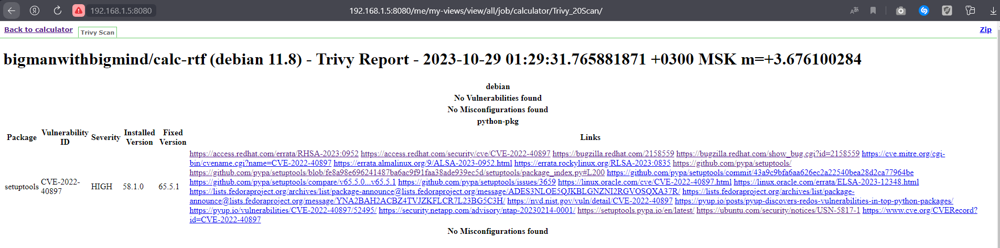 192.168.1.5:8080
192.168.1.5:8080/me/my-views/view/all/job/calculator/Trivy_20Scan/
Back to calculator
Trivy Scan
Zip
bigmanwithbigmind/calc-rtf (debian 11.8) - Trivy Report - 2023-10-29 01:29:31.765881871 +0300 MSK m=+3.676100284
debian
No Vulnerabilities found
No Misconfigurations found
python-pkg
Package Vulnerability ID Severity Installed Version Fixed Version Links
setuptools CVE-2022-40897 HIGH 58.1.0 65.5.1
https://access.redhat.com/errata/RHSA-2023:0952 https://access.redhat.com/security/cve/CVE-2022-40897 https://bugzilla.redhat.com/2158559 https://bugzilla.redhat.com/show_bug.cgi?id=2158559 https://cve.mitre.org/cgi-
bin/cvename.cgi?name=CVE-2022-40897 https://errata.almalinux.org/9/ALSA-2023-0952.html https://errata.rockylinux.org/RLSA-2023:0835 https://github.com/pypa/setuptools/
https://github.com/pypa/setuptools/blob/fe8a98e696241487ba6ac9f91faa38ade939ec5d/setuptools/package_index.py#L200 https://github.com/pypa/setuptools/commit/43a9c9bfa6aa626ec2a22540bea28d2ca77964be
https://github.com/pypa/setuptools/compare/v65.5.0...v65.5.1 https://github.com/pypa/setuptools/issues/3659 https://linux.oracle.com/cve/CVE-2022-40897.html https://linux.oracle.com/errata/ELSA-2023-12348.html
https://lists.fedoraproject.org/archives/list/package-announce@lists.fedoraproject.org/message/ADES3NLOE5QJKBLGNZNI2RGVOSQXA37R/ https://lists.fedoraproject.org/archives/list/package-
announce@lists.fedoraproject.org/message/YNA2BAH2ACBZ4TVJZKFLCR7L23BG5C3H/ https://nvd.nist.gov/vuln/detail/CVE-2022-40897 https://pyup.io/posts/pyup-discovers-redos-vulnerabilities-in-top-python-packages/
https://pyup.io/vulnerabilities/CVE-2022-40897/52495/ https://security.netapp.com/advisory/ntap-20230214-0001/ https://setuptools.pypa.io/en/latest/ https://ubuntu.com/security/notices/USN-5817-1 https://www.cve.org/CVERecord?
id=CVE-2022-40897
No Misconfigurations found